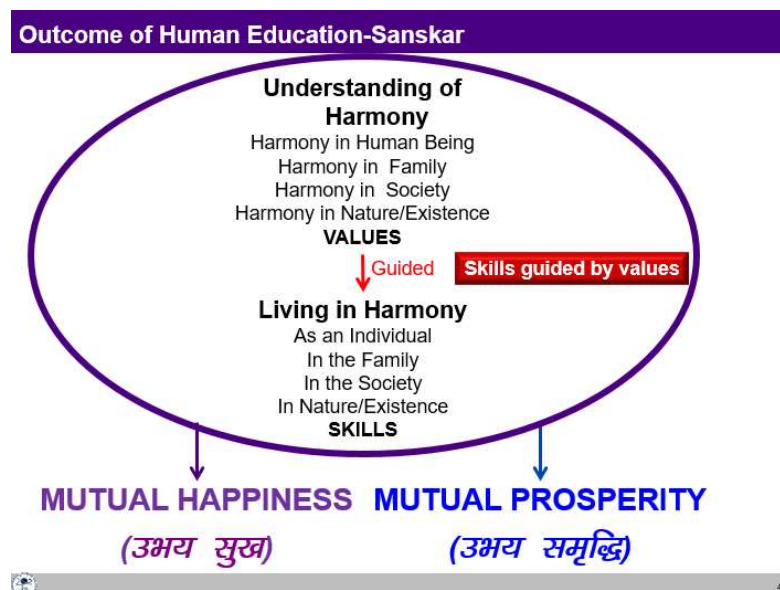 Outcome of Human Education-Sanskar
Understanding of
Harmony
Harmony in Human Being
Harmony in Family
Harmony in Society
Harmony in Nature/Existence
VALUES
Guided
Skills guided by values
Living in Harmony
As an Individual
In the Family
In the Society
In Nature/Existence
SKILLS
MUTUAL HAPPINESS
MUTUAL PROSPERITY
(उभय सुख)
(उभय समृद्धि)